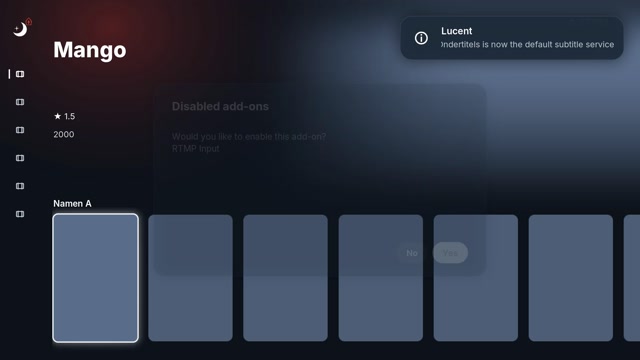 Mango
Lucent
Ondertitels is now the default subtitle service
Disabled add-ons
★ 1.5
Would you like to enable this add-on?
2000
RTMP Input
Namen A
No
Yes